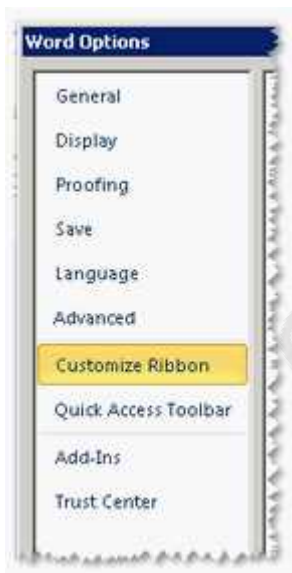 Word Options
General
Display
Proofing
Save
Language
Advanced
Customize Ribbon
Quick Access Toolbar
Add-Ins
Trust Center